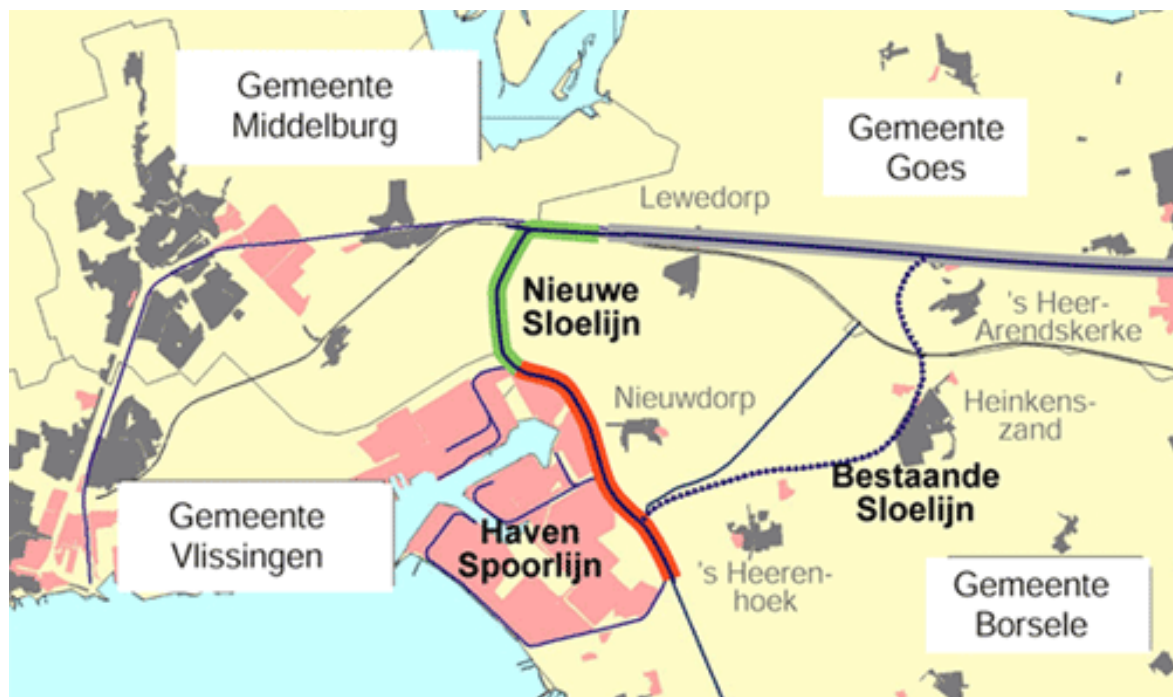 Gemeente
Middelburg
Gemeente
Goes
Lewedorp
Nieuwe
Sloelijn
's Heer-
Arendskerke
Nieuwdorp
Heinkens-
zand
Bestaande
Sloelijn
Gemeente
Vlissingen
Haven
Spoorlijn
's Heeren-
hoek
Gemeente
Borsele